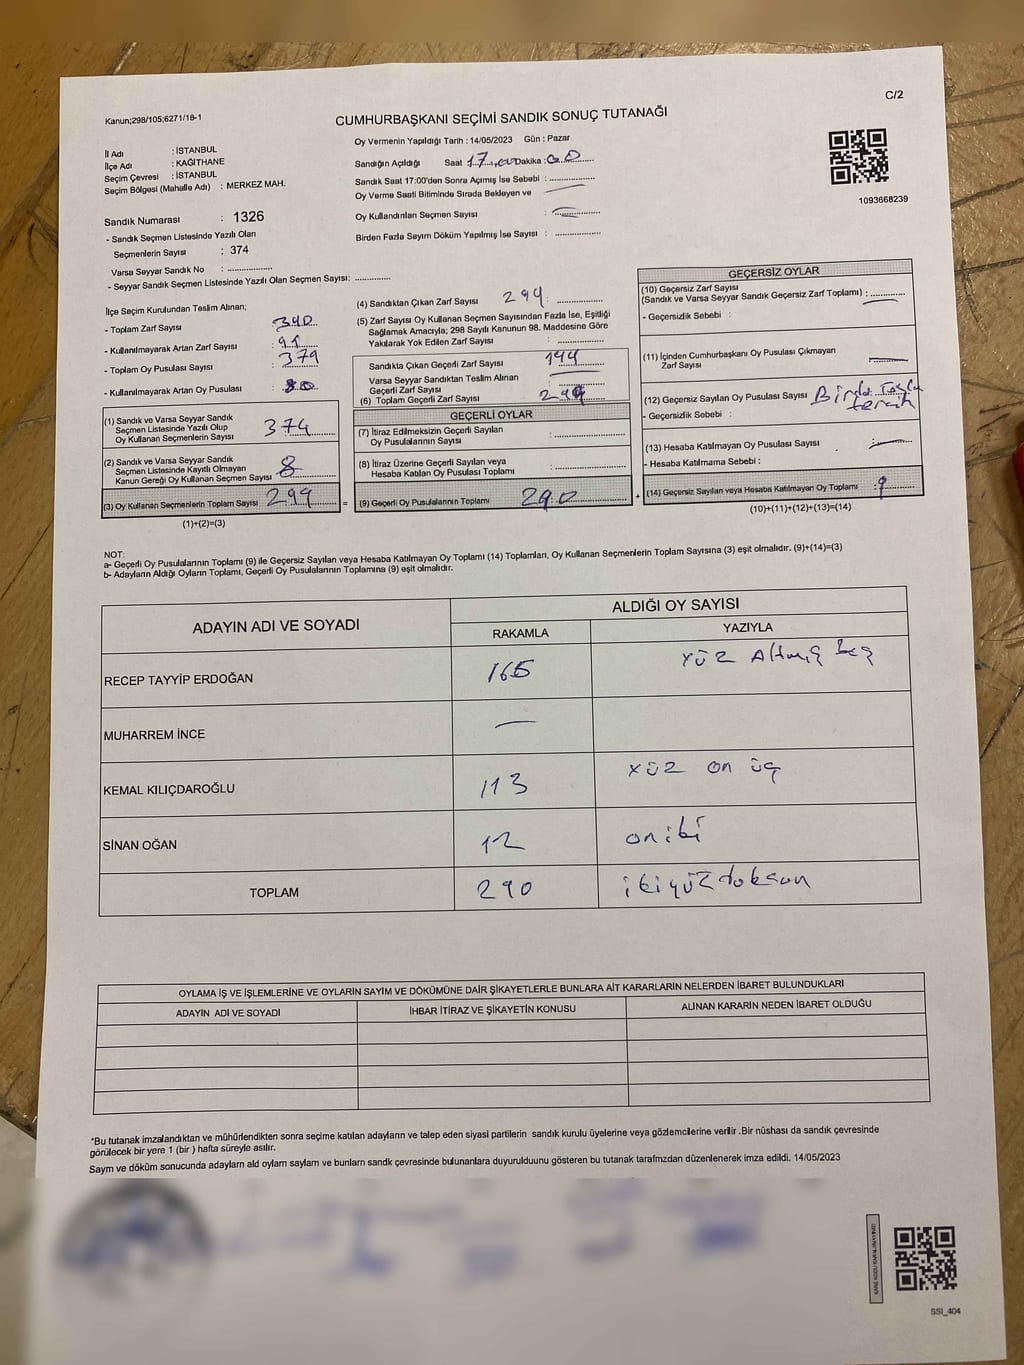 C/2
Kanun;298/105;6271/16-1
CUMHURBAŞKANI SEÇİMİ SANDIK SONUÇ TUTANAĞI
İl Adı : İSTANBUL
İlçe Adı : KAĞITHANE
Seçim Çevresi : İSTANBUL
Seçim Bölgesi (Mahalle Adı) : MERKEZ MAH.
Oy Vermenin Yapıldığı Tarih : 14/05/2023 Gün : Pazar
Sandığın Açıldığı Saat 17.00 Dakika : 00
Sandık Saat 17:00'den Sonra Açımış İse Sebebi :
Oy Verme Saati Bitiminde Sırada Bekleyen ve
Oy Kullandırılan Seçmen Sayısı :
Birden Fazla Sayım Döküm Yapılmış İse Sayısı :
1093668239
Sandık Numarası : 1326
- Sandık Seçmen Listesinde Yazılı Olan
Seçmenlerin Sayısı : 374
Varsa Seyyar Sandık No :
- Seyyar Sandık Seçmen Listesinde Yazılı Olan Seçmen Sayısı:
İlçe Seçim Kurulundan Teslim Alınan;
- Toplam Zarf Sayısı : 390
- Kullanılmayarak Artan Zarf Sayısı : 91
- Toplam Oy Pusulası Sayısı : 379
- Kullanılmayarak Artan Oy Pusulası : 80
(1) Sandık ve Varsa Seyyar Sandık
Seçmen Listesinde Yazılı Olup
Oy Kullanan Seçmenlerin Sayısı 374
(2) Sandık ve Varsa Seyyar Sandık
Seçmen Listesinde Kayıtlı Olmayan
Kanun Gereği Oy Kullanan Seçmen Sayısı 8
(3) Oy Kullanan Seçmenlerin Toplam Sayısı 299 =
(1)+(2)=(3)
(4) Sandıktan Çıkan Zarf Sayısı 299 :
(5) Zarf Sayısı Oy Kullanan Seçmen Sayısından Fazla İse, Eşitliği
Sağlamak Amacıyla; 298 Sayılı Kanunun 98. Maddesine Göre
Yakılarak Yok Edilen Zarf Sayısı :
Sandıkta Çıkan Geçerli Zarf Sayısı
Varsa Seyyar Sandıktan Teslim Alınan
Geçerli Zarf Sayısı :
(6) Toplam Geçerli Zarf Sayısı 299
GEÇERLİ OYLAR
(7) İtiraz Edilmeksizin Geçerli Sayılan
Oy Pusulalarının Sayısı :
(8) İtiraz Üzerine Geçerli Sayılan veya
Hesaba Katılan Oy Pusulası Toplamı :
(9) Geçerli Oy Pusulalarının Toplamı 290 +
GEÇERSİZ OYLAR
(10) Geçersiz Zarf Sayısı
(Sandık ve Varsa Seyyar Sandık Geçersiz Zarf Toplamı) :
- Geçersizlik Sebebi :
(11) İçinden Cumhurbaşkanı Oy Pusulası Çıkmayan
Zarf Sayısı
(12) Geçersiz Sayılan Oy Pusulası Sayısı Birden Fazla
- Geçersizlik Sebebi : tercih
(13) Hesaba Katılmayan Oy Pusulası Sayısı :
- Hesaba Katılmama Sebebi :
(14) Geçersiz Sayılan veya Hesaba Katılmayan Oy Toplamı : 9
(10)+(11)+(12)+(13)=(14)
NOT:
a- Geçerli Oy Pusulalarının Toplamı (9) ile Geçersiz Sayılan veya Hesaba Katılmayan Oy Toplamı (14) Toplamları, Oy Kullanan Seçmenlerin Toplam Sayısına (3) eşit olmalıdır. (9)+(14)=(3)
b- Adayların Aldığı Oyların Toplamı, Geçerli Oy Pusulalarının Toplamına (9) eşit olmalıdır.
ADAYIN ADI VE SOYADI ALDIĞI OY SAYISI
RAKAMLA YAZIYLA
RECEP TAYYİP ERDOĞAN 165 Yüz Altmış Beş
MUHARREM İNCE —
KEMAL KILIÇDAROĞLU 113 Yüz on üç
SİNAN OĞAN 12 oniki
TOPLAM 290 ikiyüz doksan
OYLAMA İŞ VE İŞLEMLERİNE VE OYLARIN SAYIM VE DÖKÜMÜNE DAİR ŞİKAYETLERLE BUNLARA AİT KARARLARIN NELERDEN İBARET BULUNDUKLARI
ADAYIN ADI VE SOYADI İHBAR İTİRAZ VE ŞİKAYETİN KONUSU ALINAN KARARIN NEDEN İBARET OLDUĞU
*Bu tutanak imzalandıktan ve mühürlendikten sonra seçime katılan adayların ve talep eden siyasi partilerin sandık kurulu üyelerine veya gözlemcilerine verilir .Bir nüshası da sandık çevresinde
görülecek bir yere 1 (bir ) hafta süreyle asılır.
Sayım ve döküm sonucunda adayların ald oyların sayları ve bunların sandk çevresinde bulunanlara duyurulduunu gösteren bu tutanak tarafmzdan düzenlenerek imza edildi. 14/05/2023
SSI_404